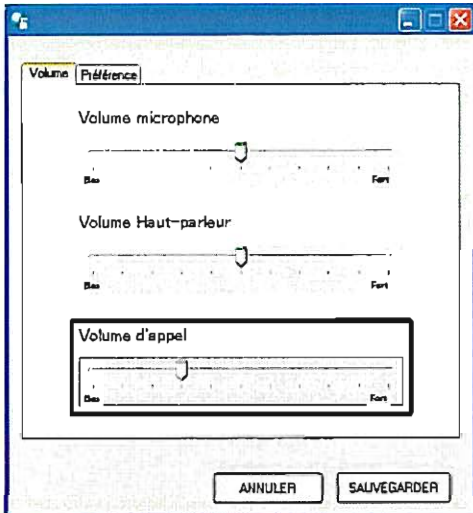 Volume Préférence
Volume microphone
Bas Fort
Volume Haut-parleur
Bas Fort
Volume d'appel
Bas Fort
ANNULER SAUVEGARDER